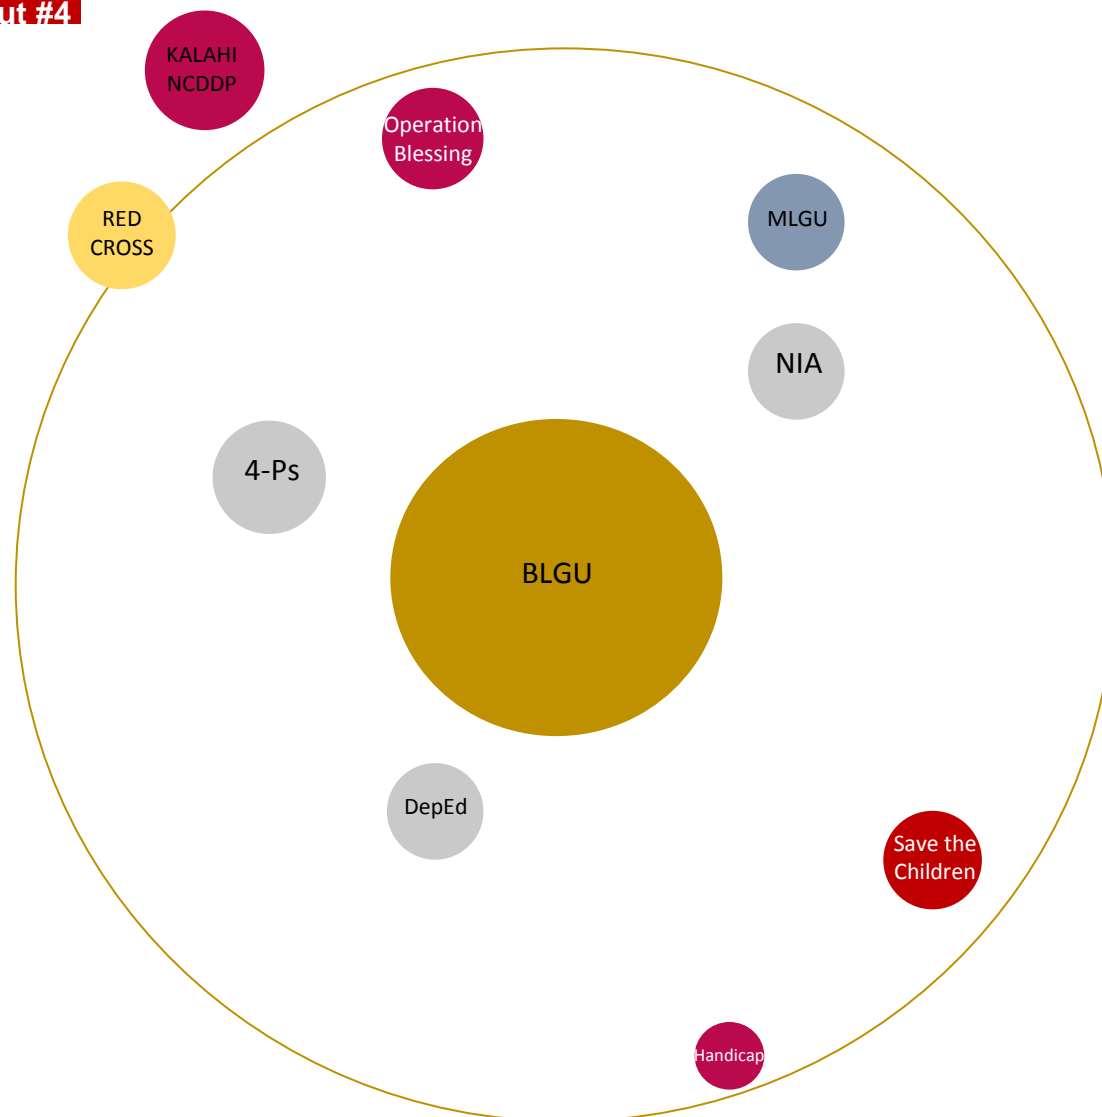 ut #4
KALAHI
NCDDP
Operation
Blessing
RED
CROSS
MLGU
NIA
4-Ps
BLGU
DepEd
Save the
Children
Handicap